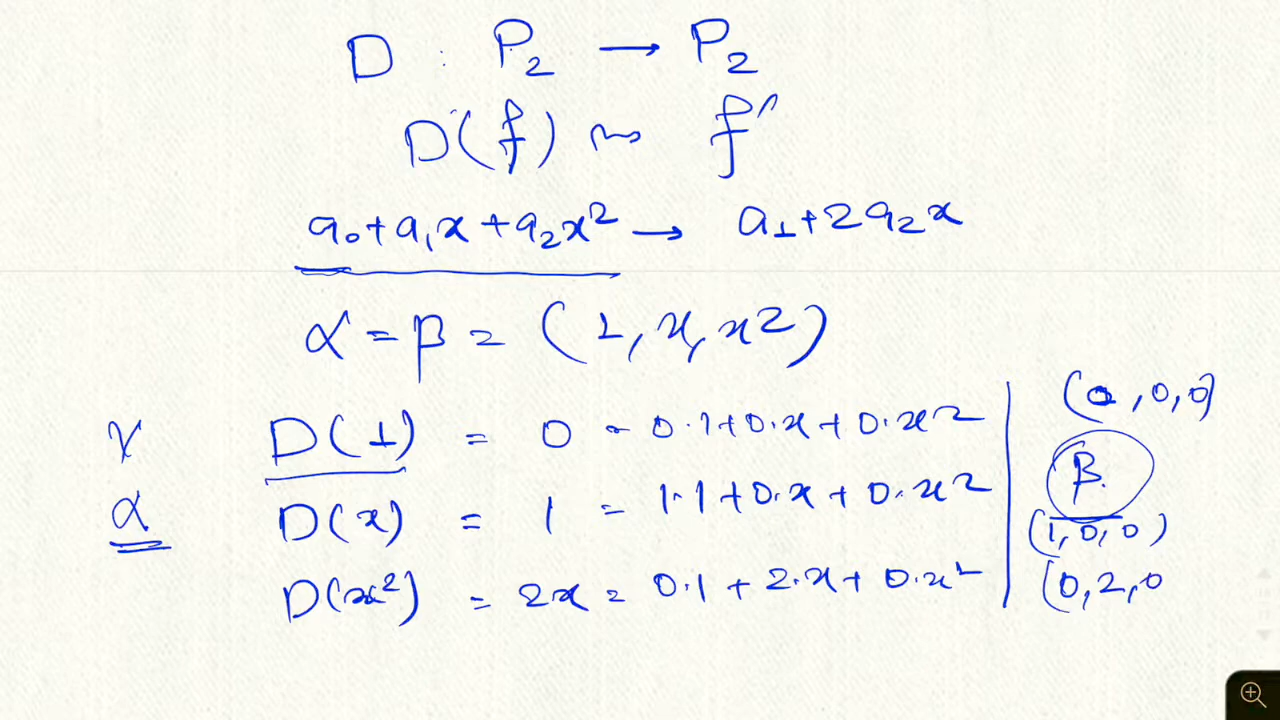 D : P₂ → P₂
D(f) ~ f'
a₀+a₁x+a₂x² → a₁+2a₂x
α = β = (1, x, x²)
D(1) = 0 = 0.1+0.x+0.x² (0,0,0)
β
α D(x) = 1 = 1.1+0.x+0.x² (1,0,0)
D(x²) = 2x = 0.1+2.x+0.x² (0,2,0